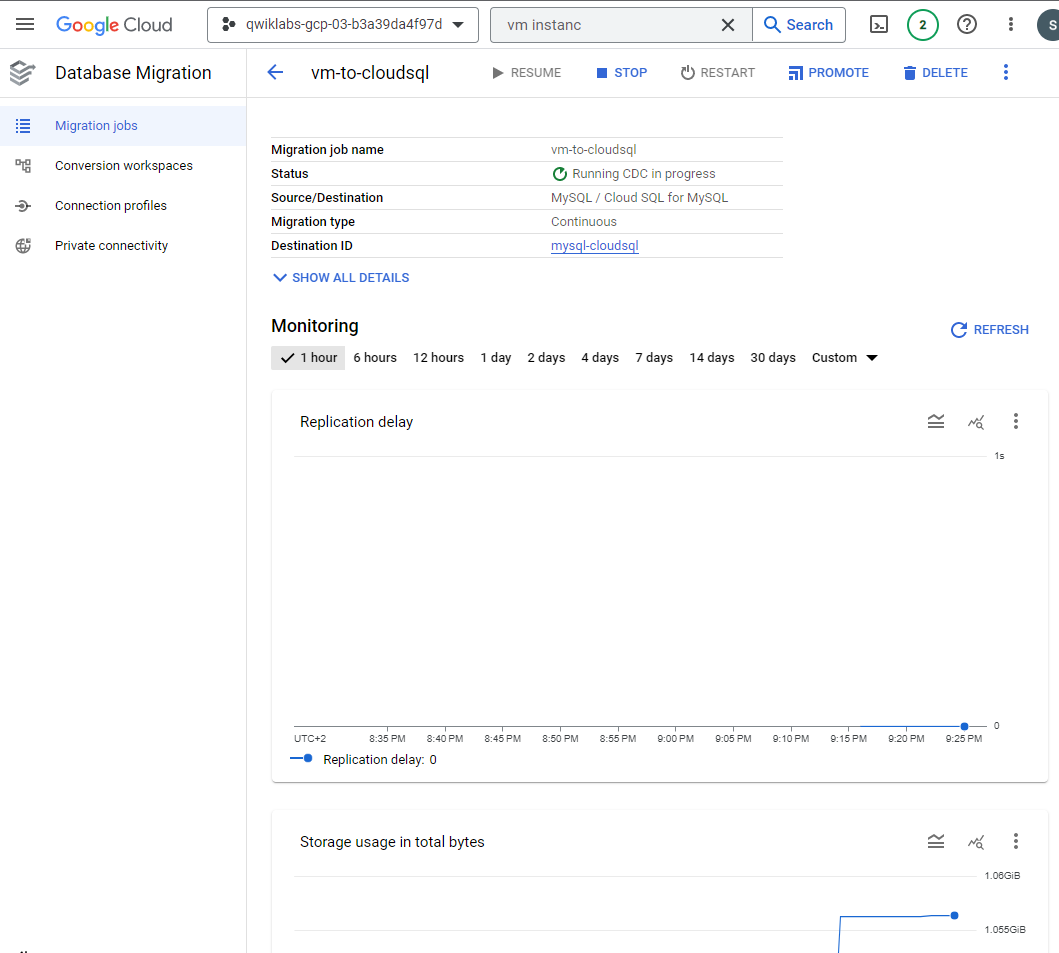 Google Cloud
qwiklabs-gcp-03-b3a39da4f97d
vm instanc
Search
2
S
Database Migration
vm-to-cloudsql
RESUME
STOP
RESTART
PROMOTE
DELETE
Migration jobs
Conversion workspaces
Connection profiles
Private connectivity
Migration job name vm-to-cloudsql
Status Running CDC in progress
Source/Destination MySQL / Cloud SQL for MySQL
Migration type Continuous
Destination ID mysql-cloudsql
SHOW ALL DETAILS
Monitoring
REFRESH
1 hour 6 hours 12 hours 1 day 2 days 4 days 7 days 14 days 30 days Custom
Replication delay
1s
0
UTC+2 8:35 PM 8:40 PM 8:45 PM 8:50 PM 8:55 PM 9:00 PM 9:05 PM 9:10 PM 9:15 PM 9:20 PM 9:25 PM
Replication delay: 0
Storage usage in total bytes
1.06GiB
1.055GiB